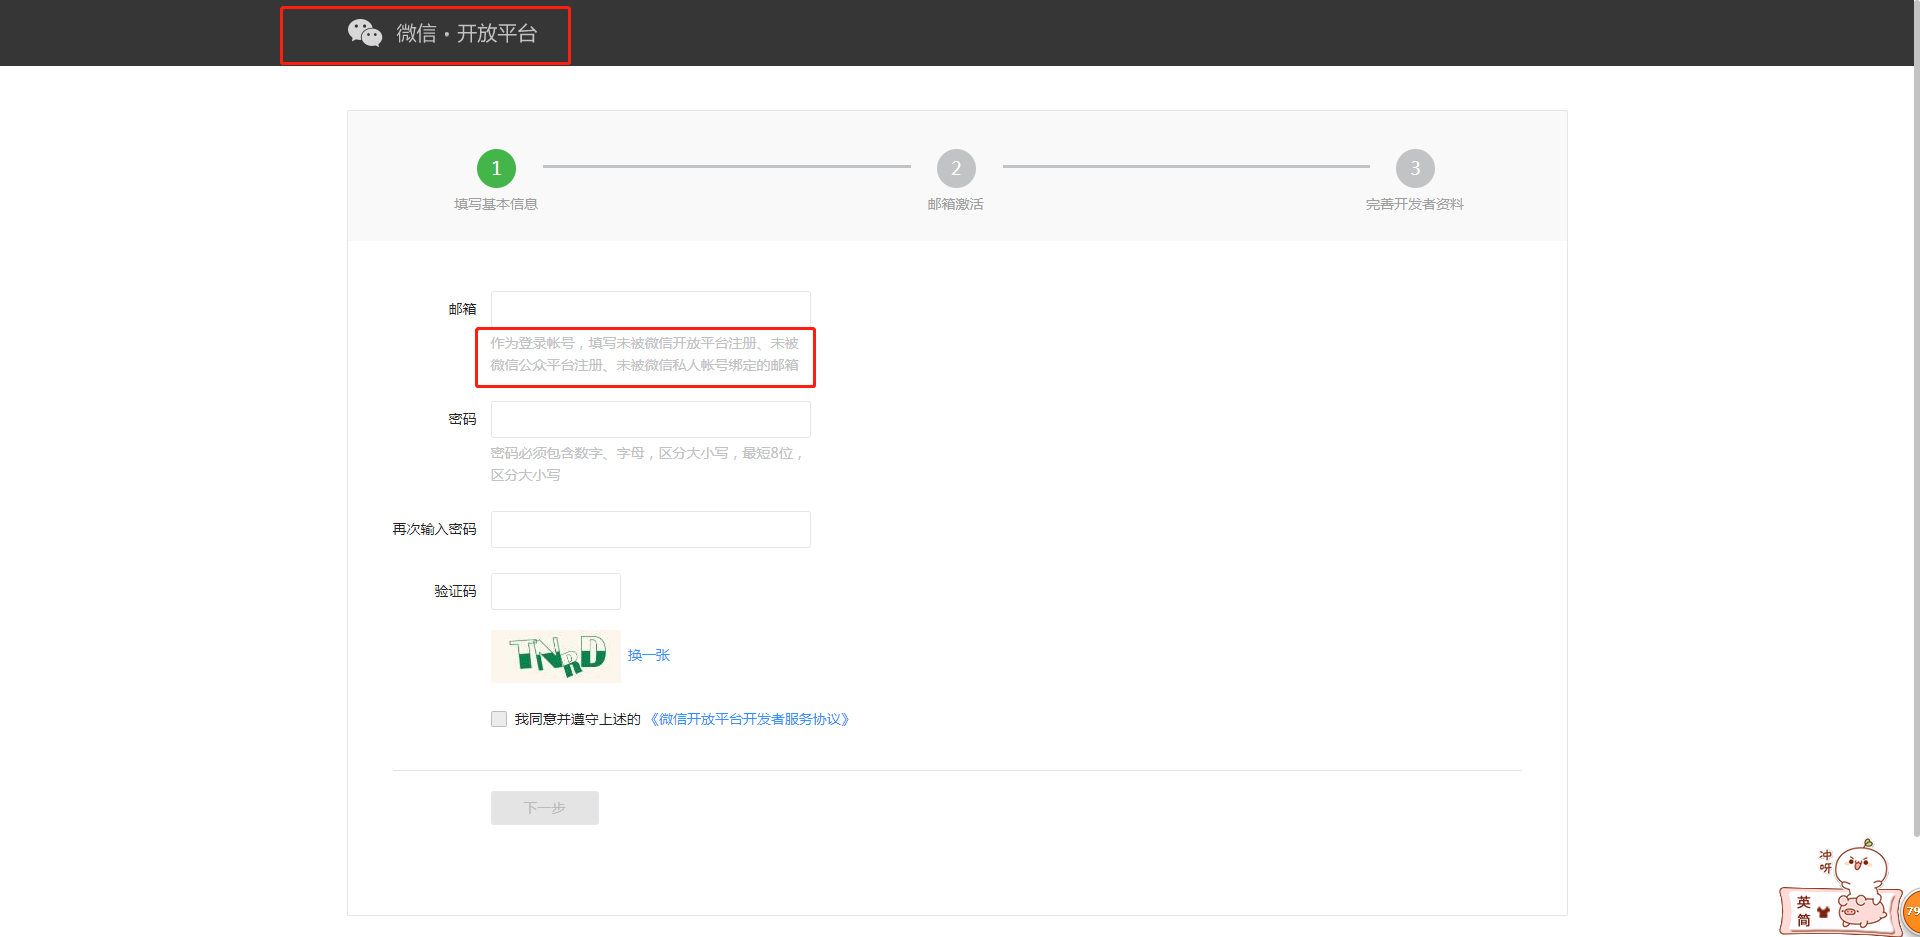 微信·开放平台
1
2
3
填写基本信息
邮箱激活
完善开发者资料
邮箱
作为登录帐号，填写未被微信开放平台注册、未被
微信公众平台注册、未被微信私人帐号绑定的邮箱
密码
密码必须包含数字、字母，区分大小写，最短8位，
区分大小写
再次输入密码
验证码
TNRD
换一张
我同意并遵守上述的《微信开放平台开发者服务协议》
下一步
冲呀
英
简
79